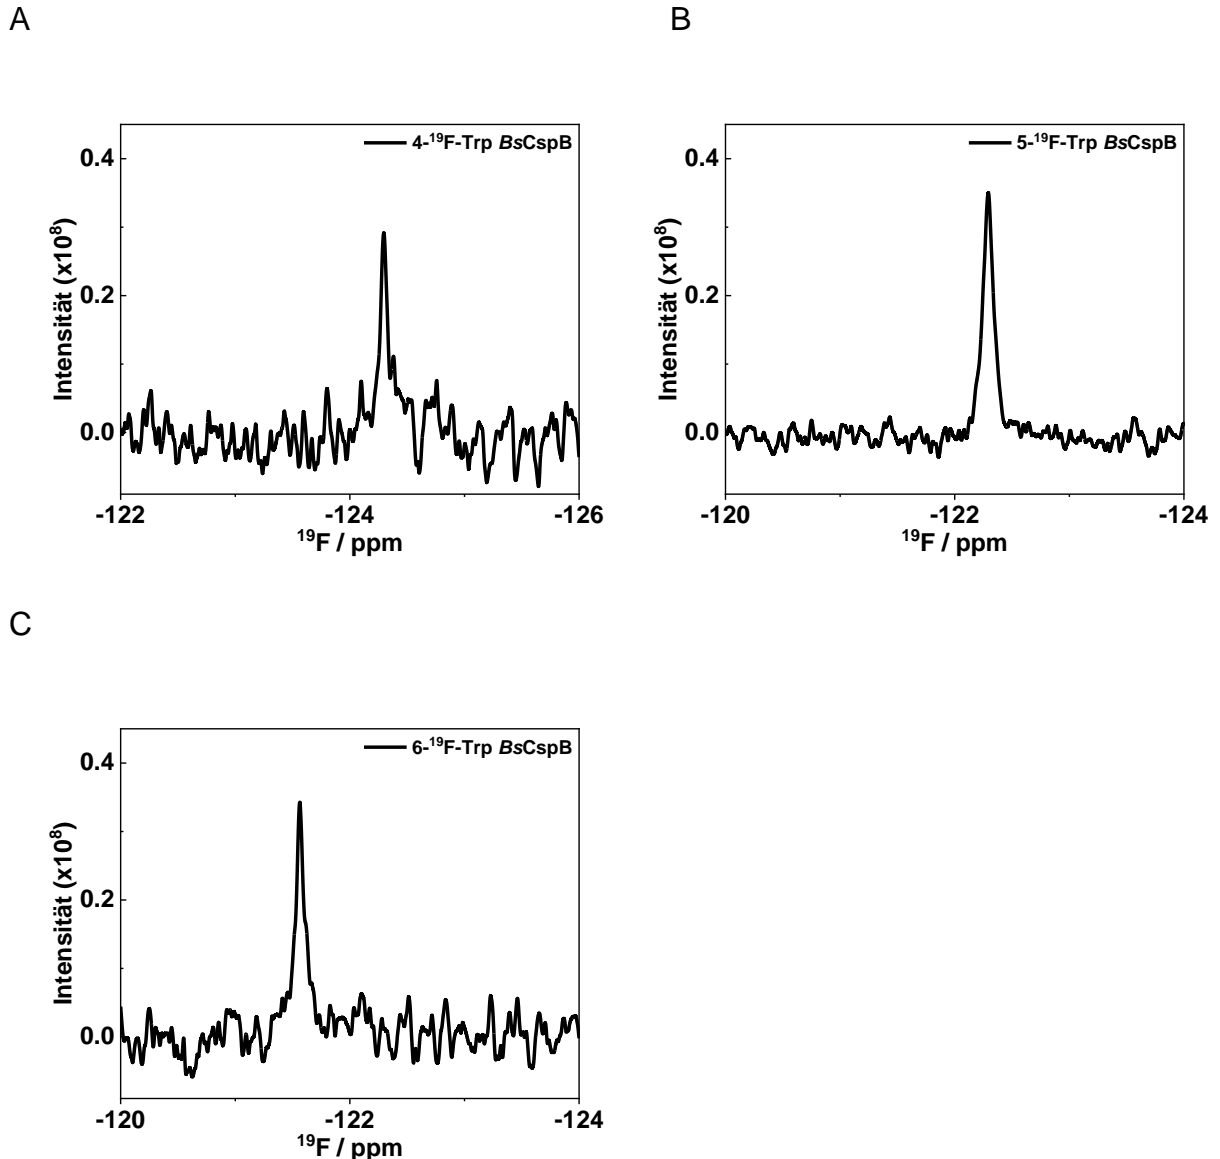 A
B
4-¹⁹F-Trp BsCspB
0.4
0.2
0.0
Intensität (x10⁸)
-122
-124
-126
¹⁹F / ppm
5-¹⁹F-Trp BsCspB
0.4
0.2
0.0
Intensität (x10⁸)
-120
-122
-124
¹⁹F / ppm
C
6-¹⁹F-Trp BsCspB
0.4
0.2
0.0
Intensität (x10⁸)
-120
-122
-124
¹⁹F / ppm